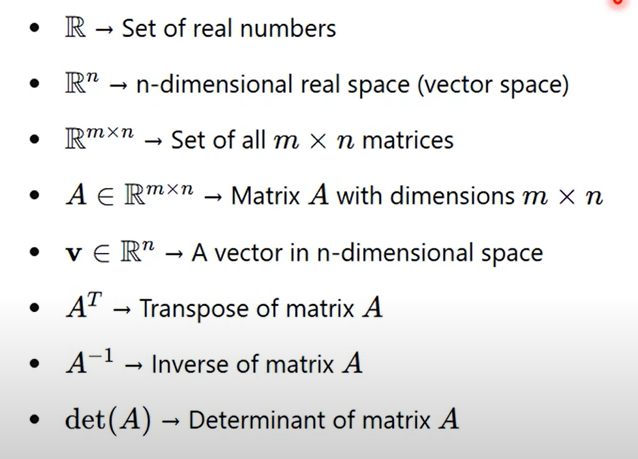 • ℝ → Set of real numbers
• ℝⁿ → n-dimensional real space (vector space)
• ℝᵐˣⁿ → Set of all m × n matrices
• A ∈ ℝᵐˣⁿ → Matrix A with dimensions m × n
• v ∈ ℝⁿ → A vector in n-dimensional space
• Aᵀ → Transpose of matrix A
• A⁻¹ → Inverse of matrix A
• det(A) → Determinant of matrix A